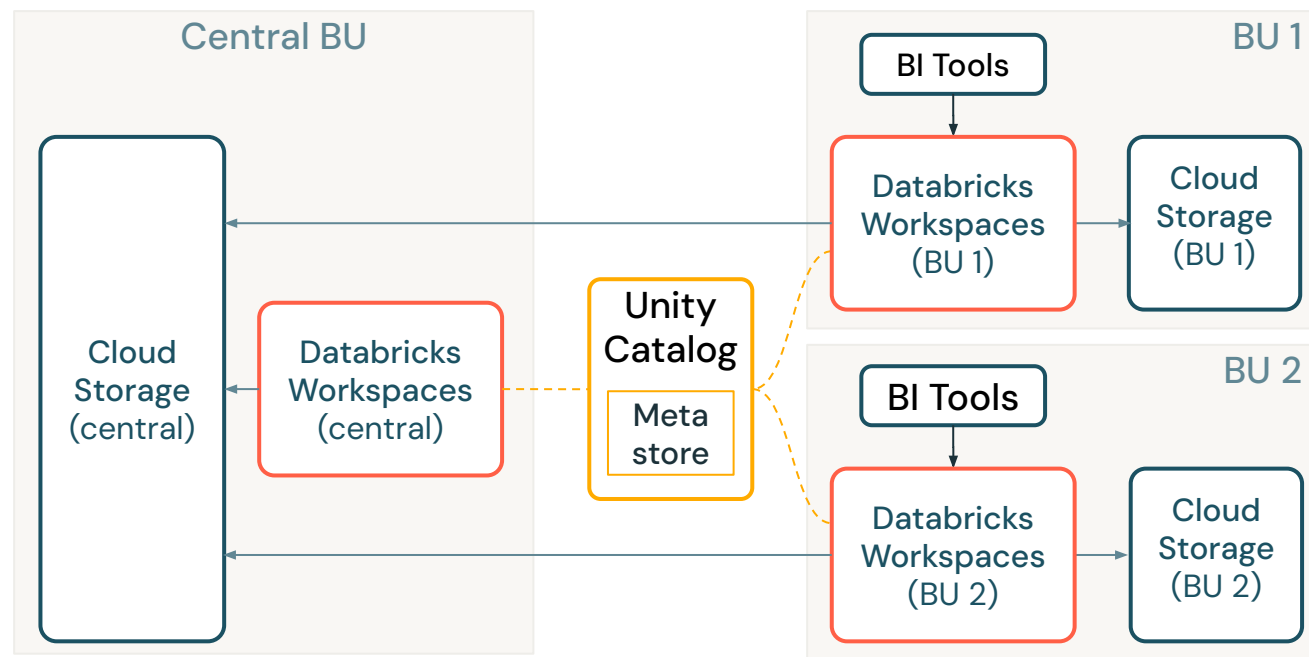 Central BU
Cloud
Storage
(central)
Databricks
Workspaces
(central)
Unity
Catalog
Meta
store
BU 1
BI Tools
Databricks
Workspaces
(BU 1)
Cloud
Storage
(BU 1)
BU 2
BI Tools
Databricks
Workspaces
(BU 2)
Cloud
Storage
(BU 2)